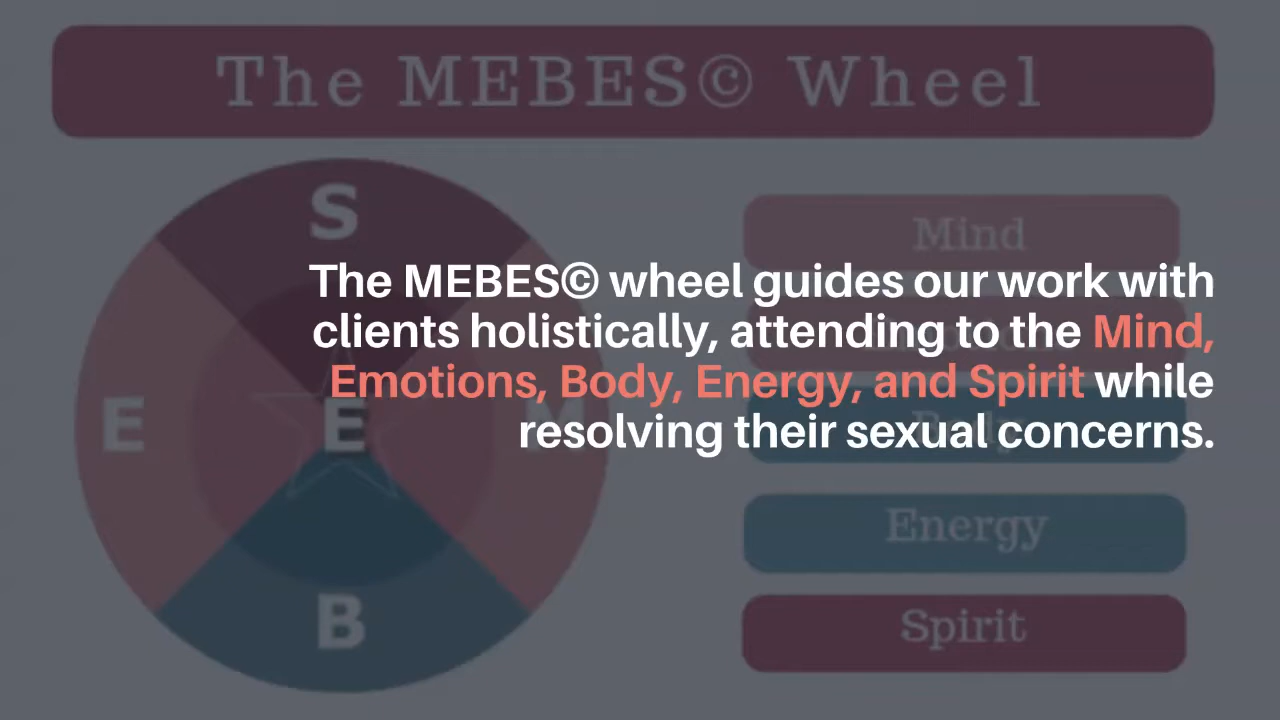 The MEBES© Wheel
S
Mind
The MEBES© wheel guides our work with
clients holistically, attending to the Mind,
Emotions, Body, Energy, and Spirit while
resolving their sexual concerns.
E
E
M
Body
Energy
B
Spirit